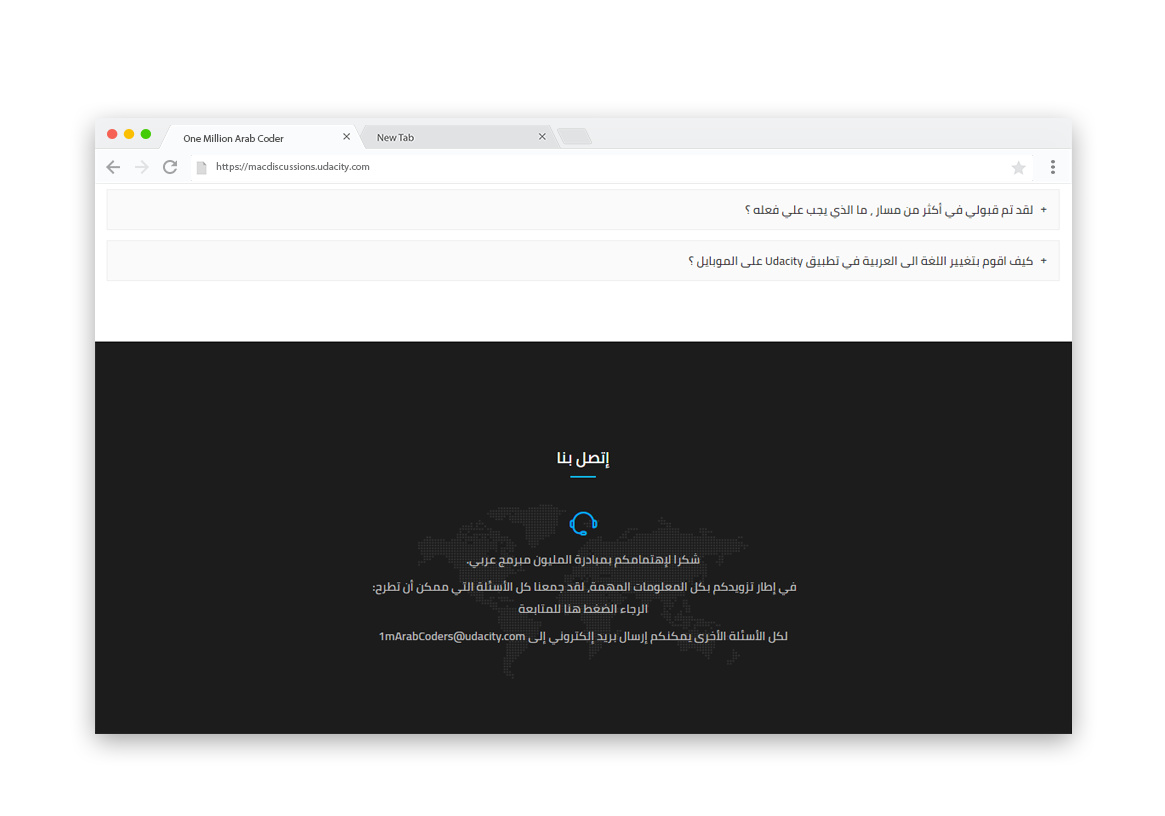 One Million Arab Coder
New Tab
https://macdiscussions.udacity.com
+ لقد تم قبولي في أكثر من مسار , ما الذي يجب علي فعله ؟
+ كيف اقوم بتغيير اللغة الى العربية في تطبيق Udacity على الموبايل ؟
إتصل بنا
شكرا لإهتمامكم بمبادرة المليون مبرمج عربي.
في إطار تزويدكم بكل المعلومات المهمة, لقد جمعنا كل الأسئلة التي ممكن أن تطرح:
الرجاء الضغط هنا للمتابعة
لكل الأسئلة الأخرى يمكنكم إرسال بريد إلكتروني إلى 1mArabCoders@udacity.com